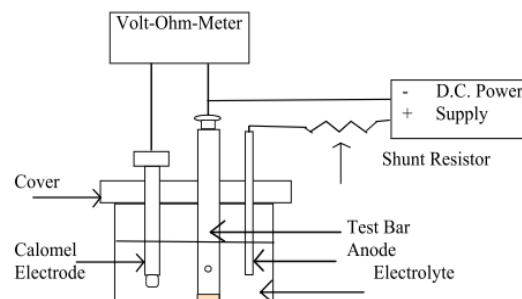 Volt-Ohm-Meter
- D.C. Power
+ Supply
Shunt Resistor
Cover
Test Bar
Calomel
Electrode
Anode
Electrolyte